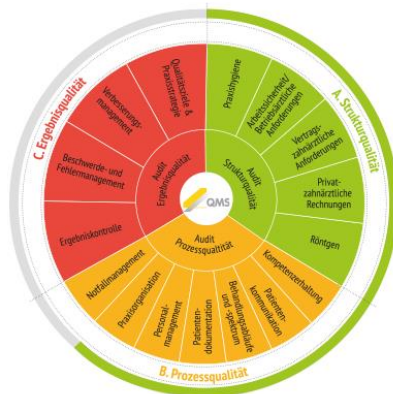 A. Strukturqualität
Praxishygiene
Arbeitssicherheit/
Betriebärztliche
Anforderungen
Vertrags-
zahnärztliche
Anforderungen
Privat-
zahnärztliche
Rechnungen
Röntgen
Audit
Strukturqualität
B. Prozessqualität
Kompetenzerhaltung
Patienten-
kommunikation
Behandlungsabläufe
und -spektrum
Patienten-
dokumentation
Personal-
management
Praxisorganisation
Notfallmanagement
Audit
Prozessqualtität
C. Ergebnisqualität
Ergebniskontrolle
Beschwerde- und
Fehlermanagement
Verbesserungs-
management
Qualitätsziele &
Praxisstrategie
Audit
Ergebnisqualität
QMS